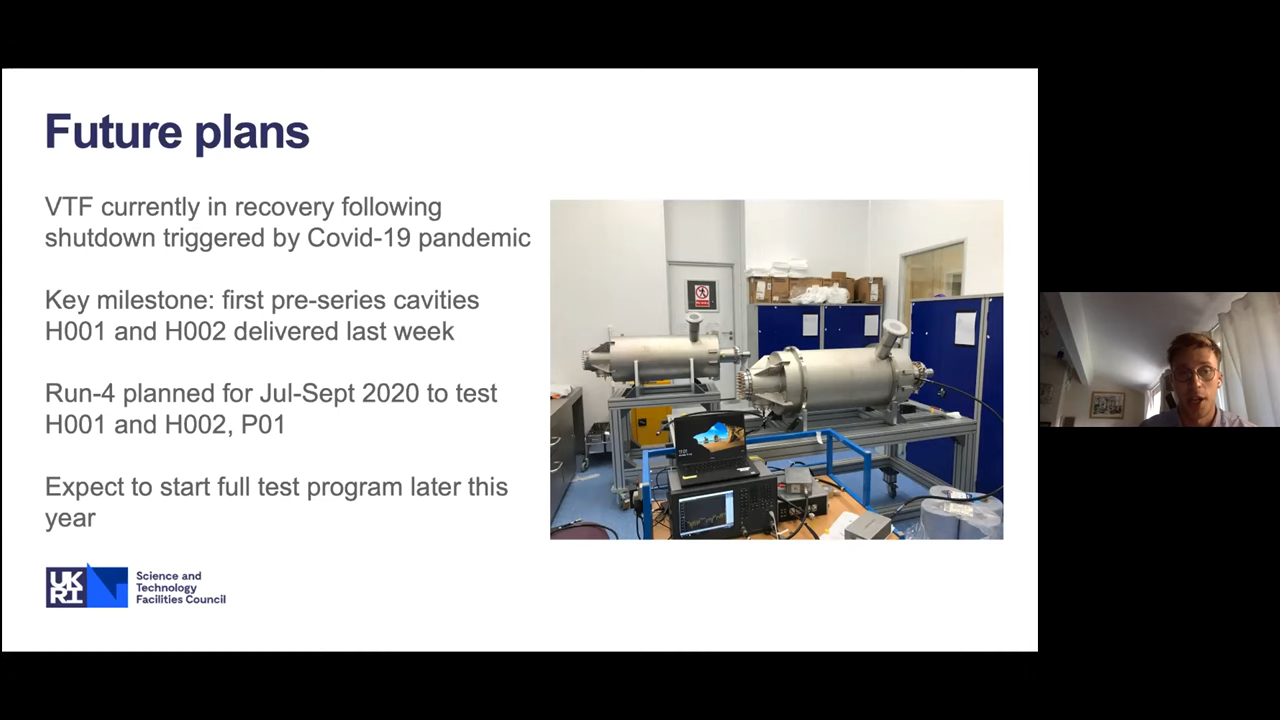 Future plans
VTF currently in recovery following
shutdown triggered by Covid-19 pandemic
Key milestone: first pre-series cavities
H001 and H002 delivered last week
Run-4 planned for Jul-Sept 2020 to test
H001 and H002, P01
Expect to start full test program later this
year
UK
RI
Science and
Technology
Facilities Council